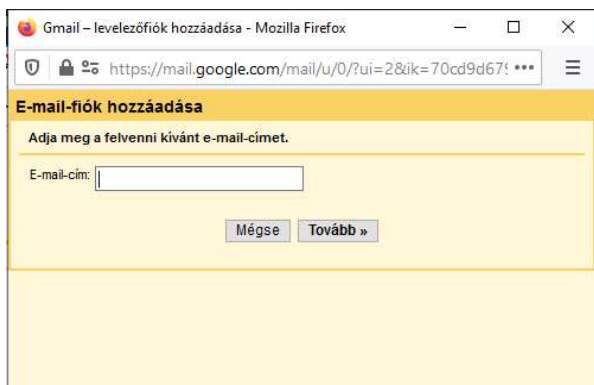 Gmail – levelezőfiók hozzáadása - Mozilla Firefox
https://mail.google.com/mail/u/0/?ui=2&ik=70cd9d679
E-mail-fiók hozzáadása
Adja meg a felvenni kívánt e-mail-címet.
E-mail-cím:
Mégse Tovább »